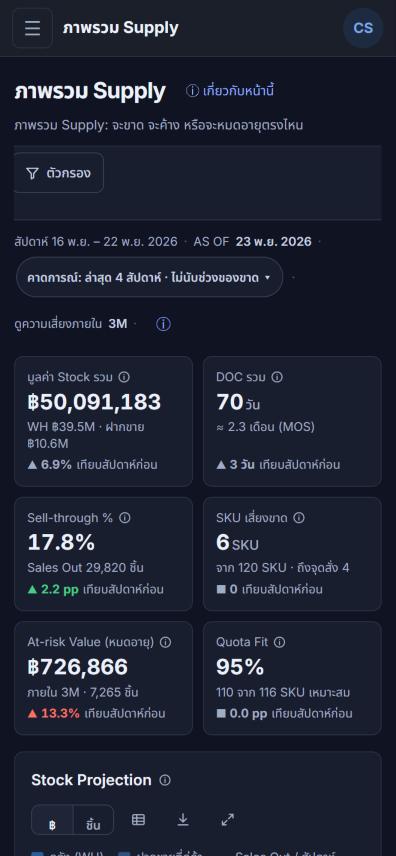 ภาพรวม Supply
CS
ภาพรวม Supply
เกี่ยวกับหน้านี้
ภาพรวม Supply: จะขาด จะค้าง หรือจะหมดอายุตรงไหน
ตัวกรอง
สัปดาห์ 16 พ.ย. – 22 พ.ย. 2026 · AS OF 23 พ.ย. 2026 ·
คาดการณ์: ล่าสุด 4 สัปดาห์ · ไม่นับช่วงของขาด ▾ ·
ดูความเสี่ยงภายใน 3M ·
มูลค่า Stock รวม
฿50,091,183
WH ฿39.5M · ฝากขาย
฿10.6M
▲ 6.9% เทียบสัปดาห์ก่อน
DOC รวม
70 วัน
≈ 2.3 เดือน (MOS)
▲ 3 วัน เทียบสัปดาห์ก่อน
Sell-through %
17.8%
Sales Out 29,820 ชิ้น
▲ 2.2 pp เทียบสัปดาห์ก่อน
SKU เสี่ยงขาด
6 SKU
จาก 120 SKU · ถึงจุดสั่ง 4
■ 0 เทียบสัปดาห์ก่อน
At-risk Value (หมดอายุ)
฿726,866
ภายใน 3M · 7,265 ชิ้น
▲ 13.3% เทียบสัปดาห์ก่อน
Quota Fit
95%
110 จาก 116 SKU เหมาะสม
■ 0.0 pp เทียบสัปดาห์ก่อน
Stock Projection
฿ ชิ้น